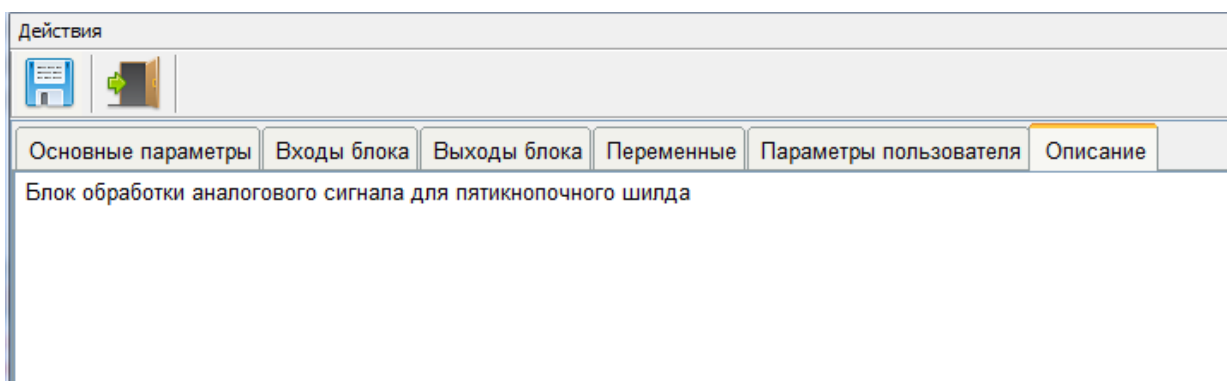 Действия
Основные параметры Входы блока Выходы блока Переменные Параметры пользователя Описание
Блок обработки аналогового сигнала для пятикнопочного шилда